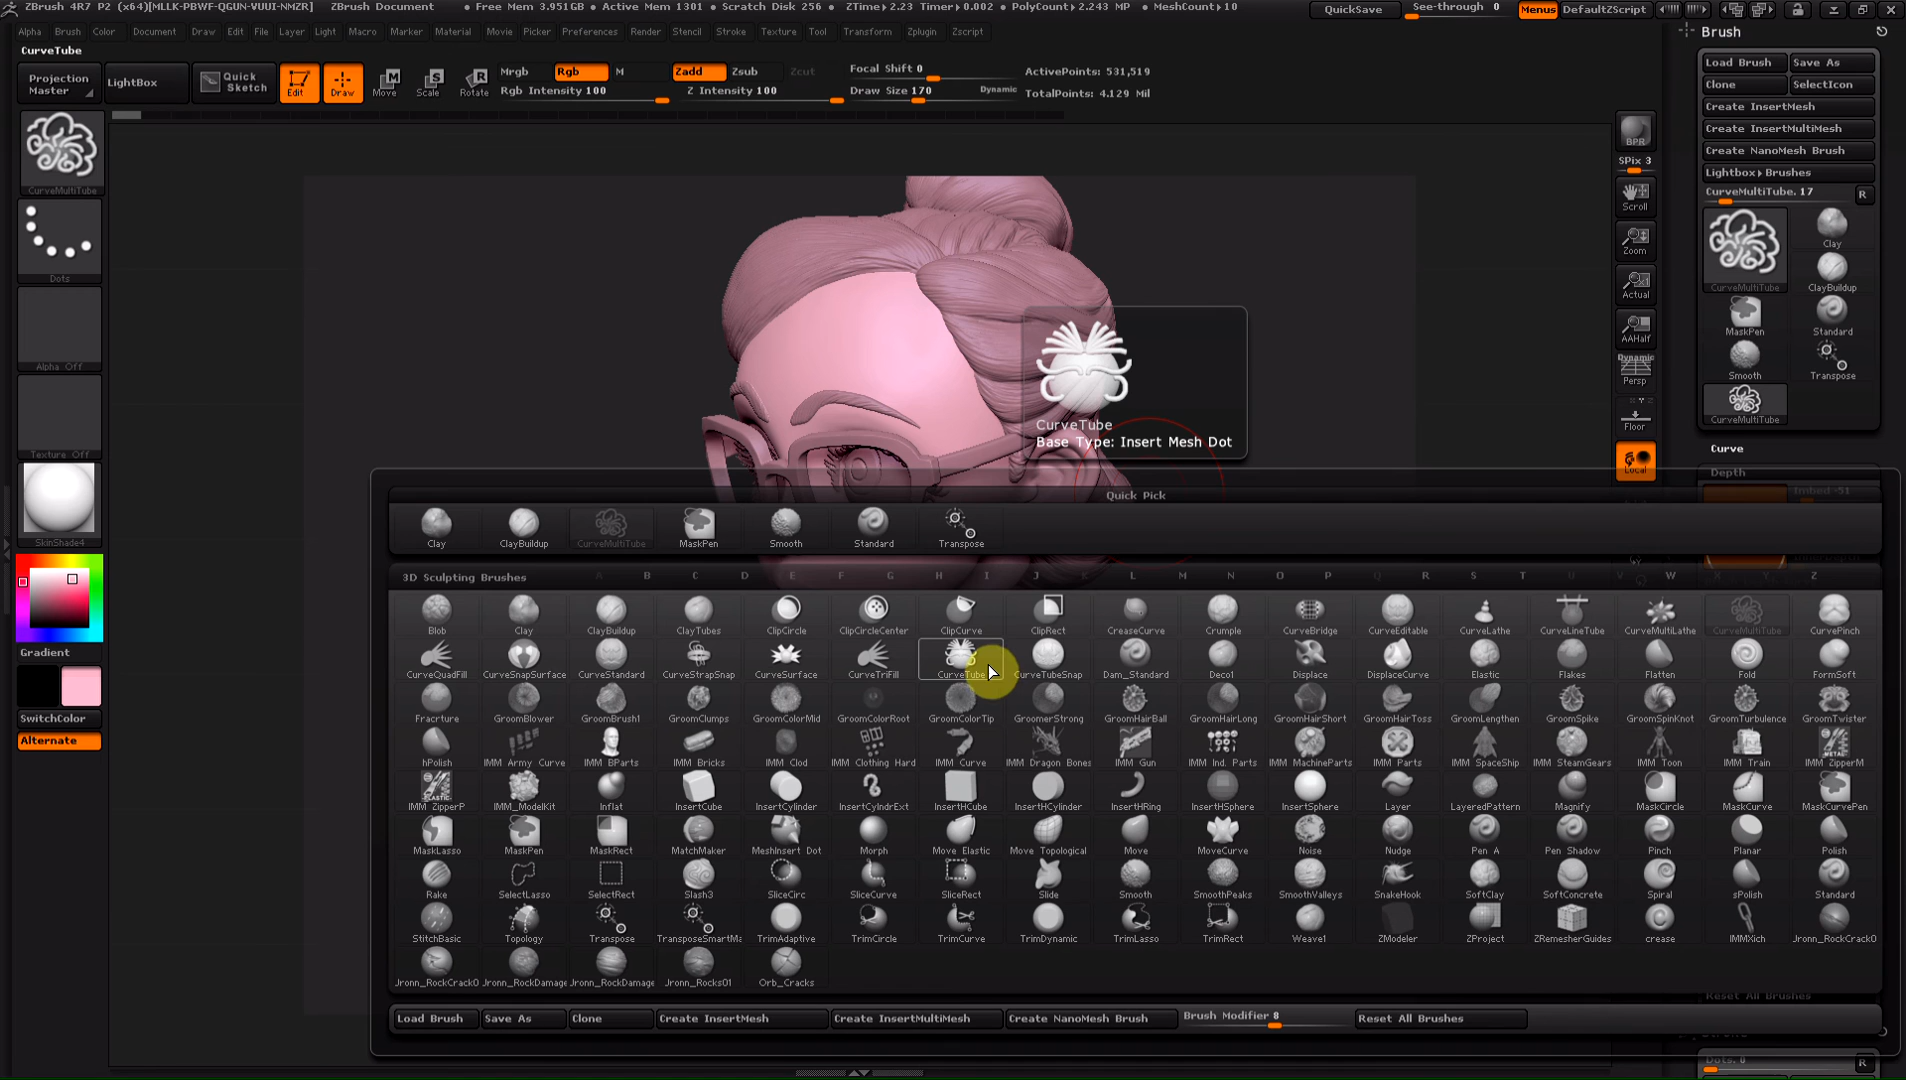 ZBrush 4R7 P2 (x64)[MLLK-PBWF-QGUN-VUUI-NMZR] ZBrush Document • Free Mem 3.951GB • Active Mem 1301 • Scratch Disk 256 • ZTime▸2.23 Timer▸0.002 • PolyCount▸2.243 MP • MeshCount▸10 QuickSave See-through 0 Menus DefaultZScript
Alpha Brush Color Document Draw Edit File Layer Light Macro Marker Material Movie Picker Preferences Render Stencil Stroke Texture Tool Transform Zplugin Zscript
CurveTube
Projection Master LightBox Quick Sketch Edit Draw Move Scale Rotate
Mrgb Rgb M Zadd Zsub Zcut Focal Shift 0 ActivePoints: 531,519
Rgb Intensity 100 Z Intensity 100 Draw Size 170 Dynamic TotalPoints: 4.129 Mil
CurveMultiTube
Dots
Alpha Off
Texture Off
SkinShade4
Gradient
SwitchColor
Alternate
BPR
SPix 3
Scroll
Zoom
Actual
AAHalf
Dynamic
Persp
Floor
Local
Brush
Load Brush Save As
Clone SelectIcon
Create InsertMesh
Create InsertMultiMesh
Create NanoMesh Brush
Lightbox▸Brushes
CurveMultiTube. 17 R
CurveMultiTube Clay
ClayBuildup
MaskPen Standard
Smooth Transpose
CurveMultiTube
Curve
Depth
Imbed -51
CurveTube
Base Type: Insert Mesh Dot
Quick Pick
Clay ClayBuildup CurveMultiTube MaskPen Smooth Standard Transpose
3D Sculpting Brushes A B C D E F G H I J K L M N O P Q R S T U V W X Y Z
Blob Clay ClayBuildup ClayTubes ClipCircle ClipCircleCenter ClipCurve ClipRect CreaseCurve Crumple CurveBridge CurveEditable CurveLathe CurveLineTube CurveMultiLathe CurveMultiTube CurvePinch
CurveQuadFill CurveSnapSurface CurveStandard CurveStrapSnap CurveSurface CurveTriFill CurveTube CurveTubeSnap Dam_Standard Deco1 Displace DisplaceCurve Elastic Flakes Flatten Fold FormSoft
Fracrture GroomBlower GroomBrush1 GroomClumps GroomColorMid GroomColorRoot GroomColorTip GroomerStrong GroomHairBall GroomHairLong GroomHairShort GroomHairToss GroomLengthen GroomSpike GroomSpinKnot GroomTurbulence GroomTwister
hPolish IMM Army Curve IMM BParts IMM Bricks IMM Clod IMM Clothing Hard IMM Curve IMM Dragon Bones IMM Gun IMM Ind. Parts IMM MachineParts IMM Parts IMM SpaceShip IMM SteamGears IMM Toon IMM Train IMM ZipperM
IMM ZipperP IMM_ModelKit Inflat InsertCube InsertCylinder InsertCylndrExt InsertHCube InsertHCylinder InsertHRing InsertHSphere InsertSphere Layer LayeredPattern Magnify MaskCircle MaskCurve MaskCurvePen
MaskLasso MaskPen MaskRect MatchMaker MeshInsert Dot Morph Move Elastic Move Topological Move MoveCurve Noise Nudge Pen A Pen Shadow Pinch Planar Polish
Rake SelectLasso SelectRect Slash3 SliceCirc SliceCurve SliceRect Slide Smooth SmoothPeaks SmoothValleys SnakeHook SoftClay SoftConcrete Spiral sPolish Standard
StitchBasic Topology Transpose TransposeSmartMa TrimAdaptive TrimCircle TrimCurve TrimDynamic TrimLasso TrimRect Weave1 ZModeler ZProject ZRemesherGuides crease IMMXich Jronn_RockCrack0
Jronn_RockCrack0 Jronn_RockDamage Jronn_RockDamage Jronn_Rocks01 Orb_Cracks
Reset All Brushes
Load Brush Save As Clone Create InsertMesh Create InsertMultiMesh Create NanoMesh Brush Brush Modifier 8 Reset All Brushes
Dots. 0 R